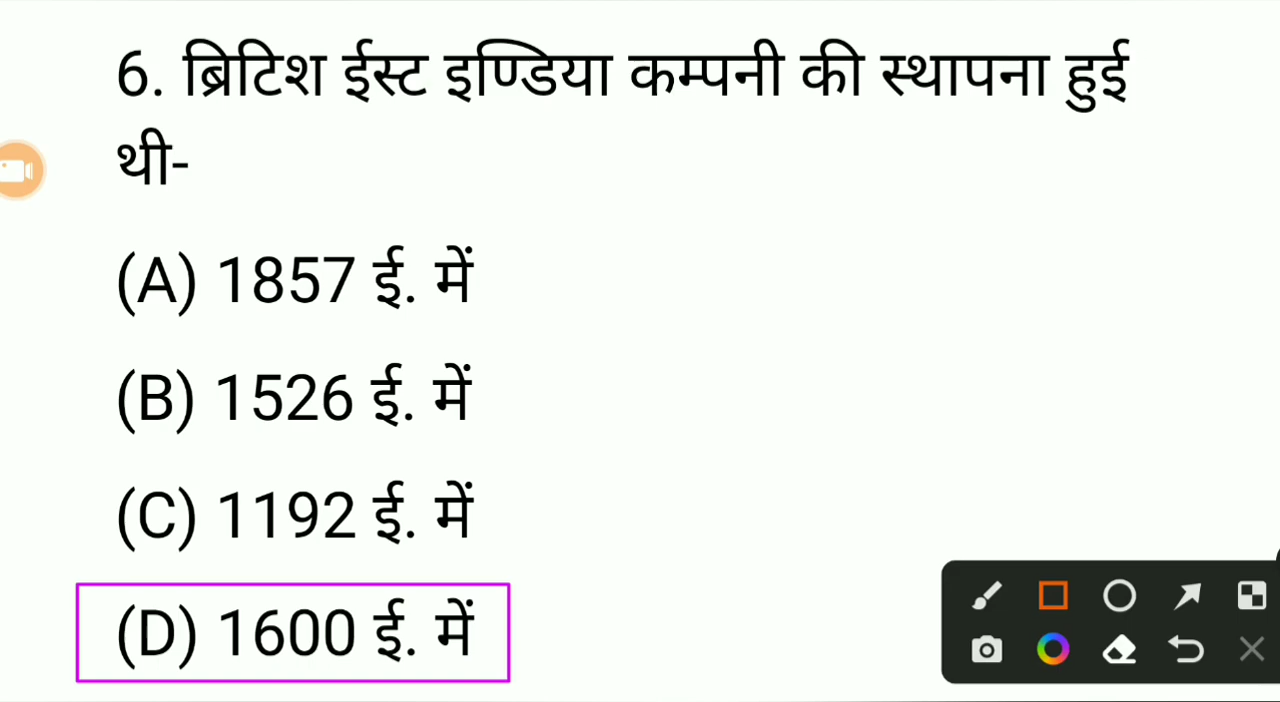 6. ब्रिटिश ईस्ट इण्डिया कम्पनी की स्थापना हुई
थी-
(A) 1857 ई. में
(B) 1526 ई. में
(C) 1192 ई. में
(D) 1600 ई. में